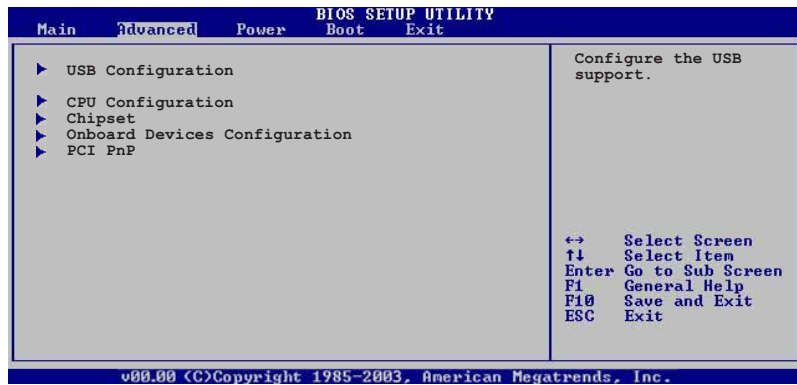 BIOS SETUP UTILITY
Main Advanced Power Boot Exit
USB Configuration
CPU Configuration
Chipset
Onboard Devices Configuration
PCI PnP
Configure the USB
support.
←→ Select Screen
↑↓ Select Item
Enter Go to Sub Screen
F1 General Help
F10 Save and Exit
ESC Exit
v00.00 (C)Copyright 1985-2003, American Megatrends, Inc.